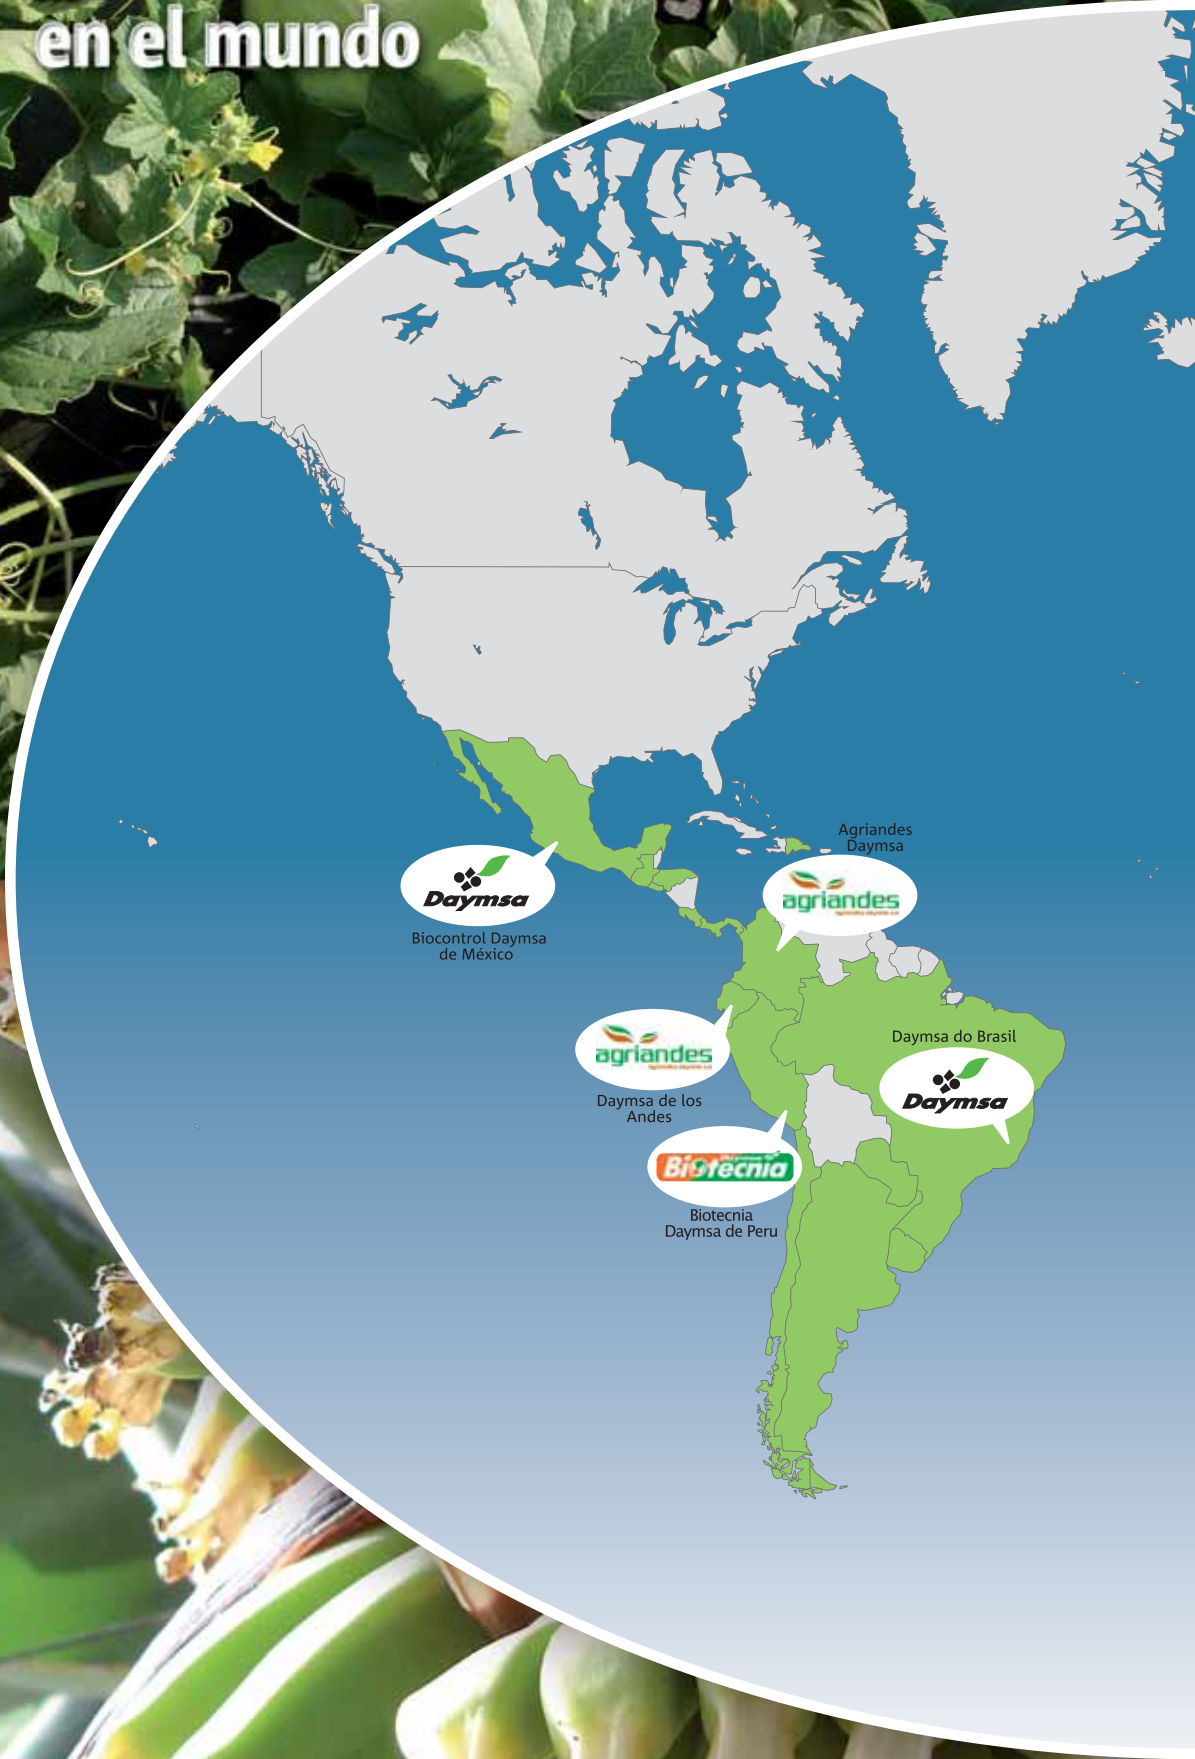 en el mundo
Agriandes
Daymsa
agriandes
Daymsa
Biocontrol Daymsa
de México
agriandes
Daymsa de los
Andes
Daymsa do Brasil
Daymsa
Biotecnia
Biotecnia
Daymsa de Peru